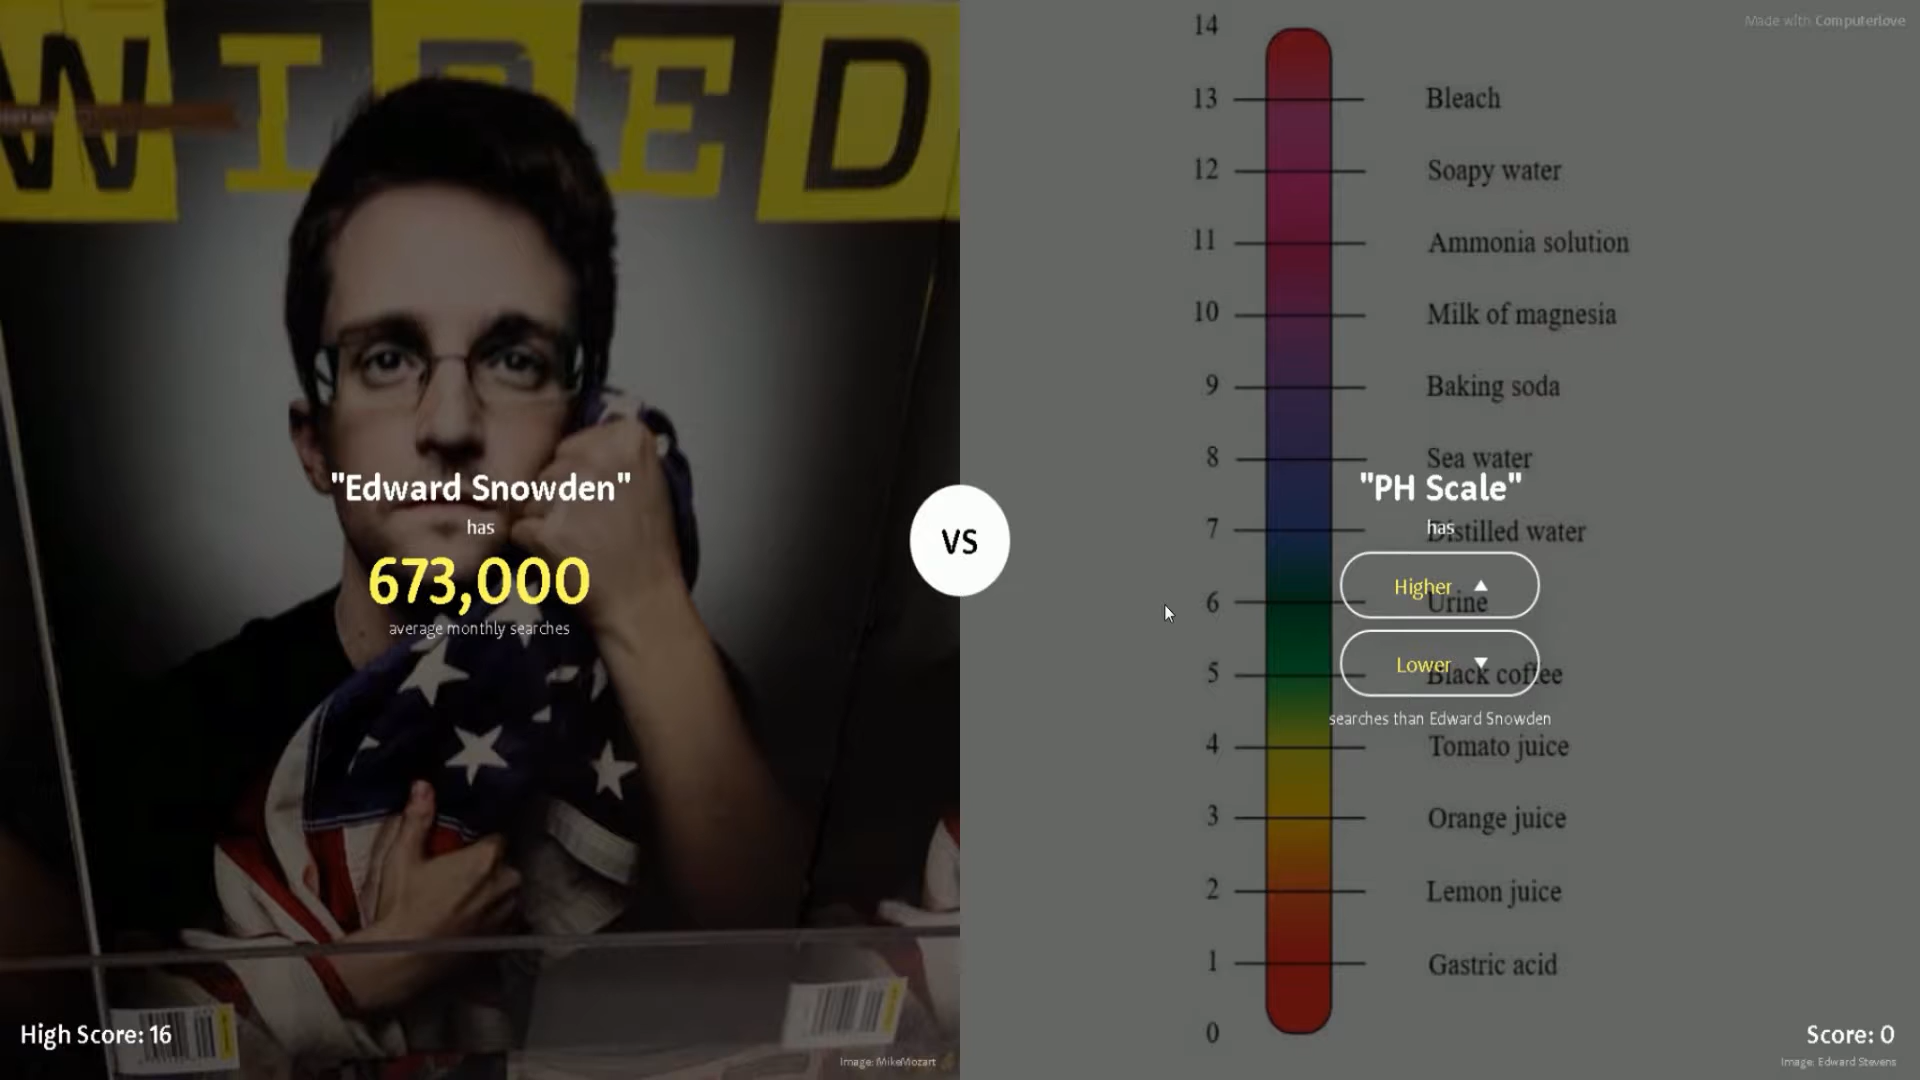 WIRED
"Edward Snowden"
has
673,000
average monthly searches
High Score: 16
Image: MikeMozart
VS
Made with Computerlove
14
13 Bleach
12 Soapy water
11 Ammonia solution
10 Milk of magnesia
9 Baking soda
8 Sea water
"PH Scale"
has
7 Distilled water
Higher ▲
6 Urine
Lower ▼
5 Black coffee
searches than Edward Snowden
4 Tomato juice
3 Orange juice
2 Lemon juice
1 Gastric acid
0
Score: 0
Image: Edward Stevens